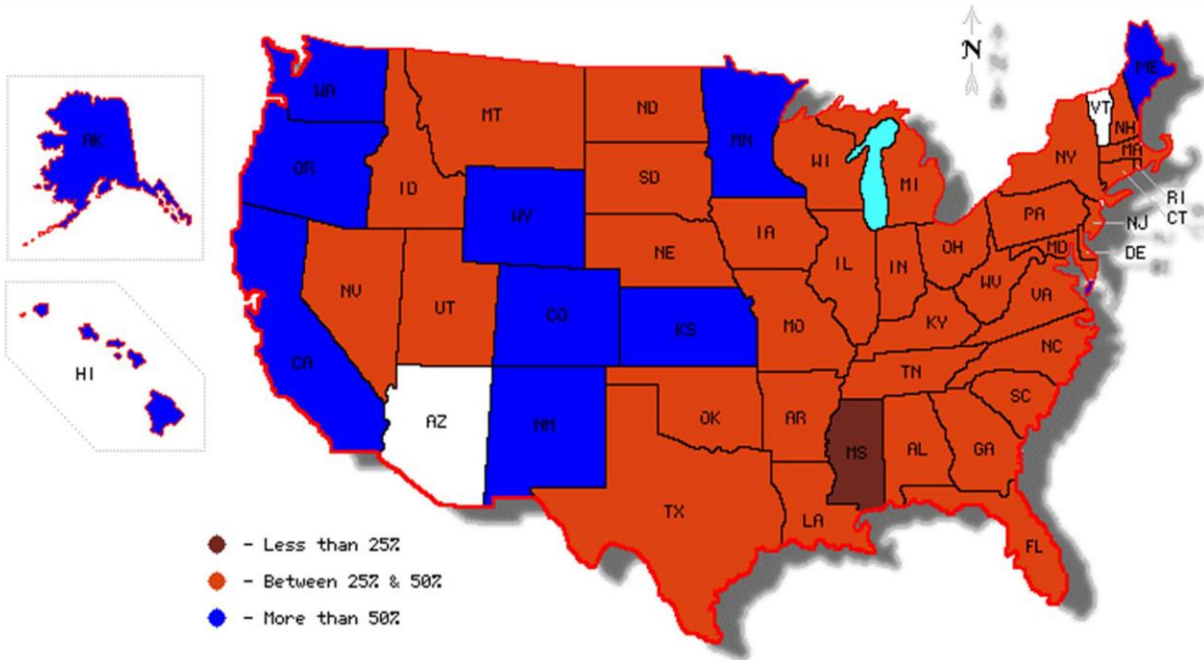 N
ME
AK
WA
MT
ND
MN
VT
NH
MA
NY
WI
MI
OR
ID
SD
WY
RI
CT
NJ
PA
IA
NE
OH
DE
MD
IL
IN
WV
VA
NV
UT
CO
KS
MO
KY
HI
CA
NC
TN
SC
AZ
NM
OK
AR
MS
AL
GA
TX
LA
FL
- Less than 25%
- Between 25% & 50%
- More than 50%